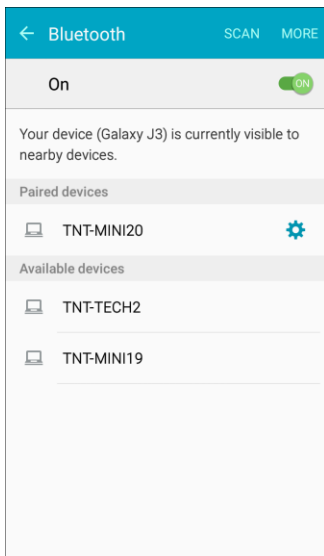 Bluetooth SCAN MORE
On ON
Your device (Galaxy J3) is currently visible to
nearby devices.
Paired devices
TNT-MINI20
Available devices
TNT-TECH2
TNT-MINI19